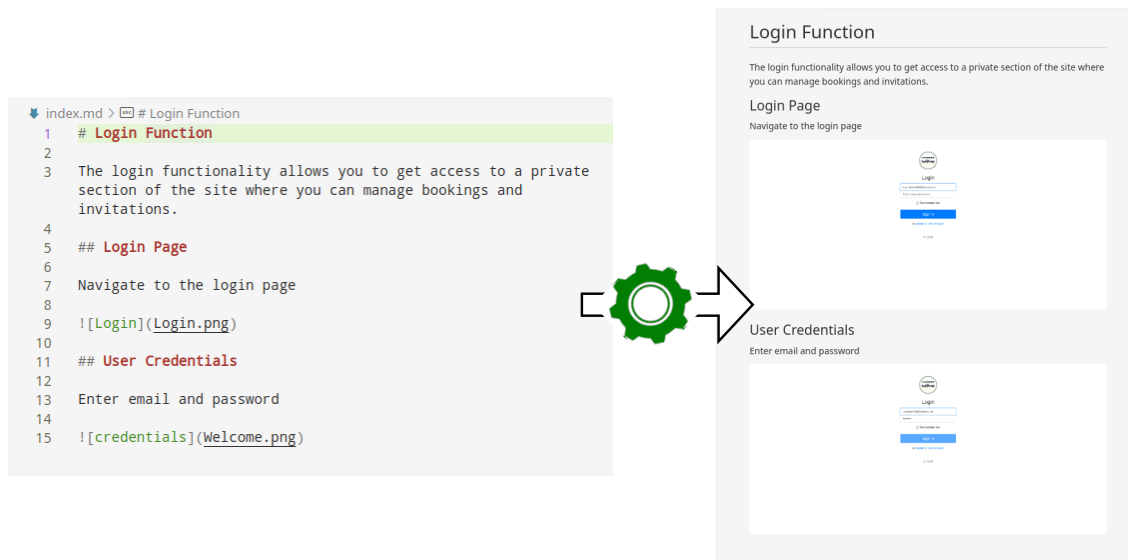 index.md > abc # Login Function
1 # Login Function
2
3 The login functionality allows you to get access to a private
section of the site where you can manage bookings and
invitations.
4
5 ## Login Page
6
7 Navigate to the login page
8
9 ![Login](Login.png)
10
11 ## User Credentials
12
13 Enter email and password
14
15 ![credentials](Welcome.png)
Login Function
The login functionality allows you to get access to a private section of the site where
you can manage bookings and invitations.
Login Page
Navigate to the login page
Login
User Credentials
Enter email and password
Login